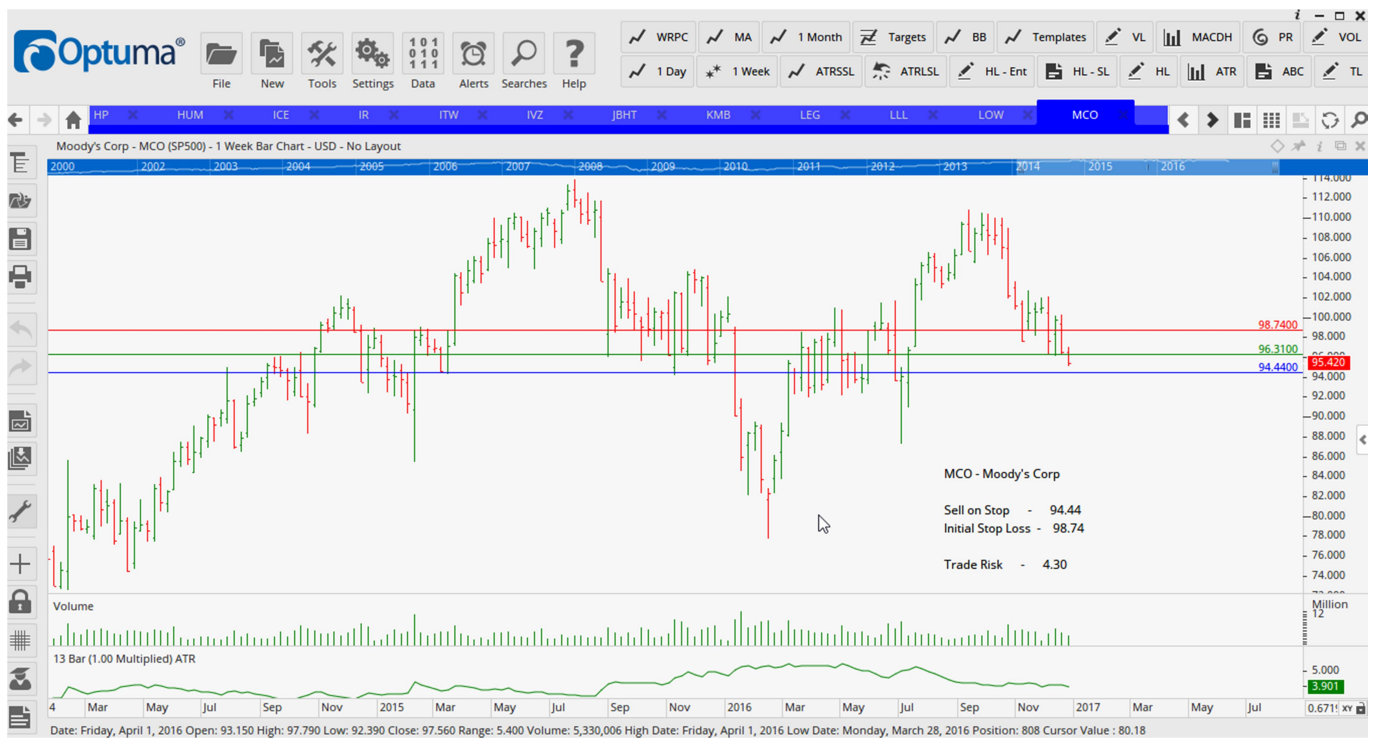 Optuma®
File
New
Tools
Settings
101
010
111
Data
Alerts
Searches
?
Help
i
WRPC
MA
1 Month
Targets
BB
Templates
VL
MACDH
PR
VOL
1 Day
1 Week
ATRSSL
ATRLSL
HL - Ent
HL - SL
HL
ATR
ABC
TL
HP
HUM
ICE
IR
ITW
IVZ
JBHT
KMB
LEG
LLL
LOW
MCO
Moody's Corp - MCO (SP500) - 1 Week Bar Chart - USD - No Layout
i
2000 2002 2003 2004 2005 2006 2007 2008 2009 2010 2011 2012 2013 2014 2015 2016
114.000
112.000
110.000
108.000
106.000
104.000
102.000
100.000
98.7400
98.000
96.3100
96.000
95.420
94.4400
94.000
92.000
90.000
88.000
86.000
84.000
82.000
80.000
78.000
76.000
74.000
MCO - Moody's Corp
Sell on Stop - 94.44
Initial Stop Loss - 98.74
Trade Risk - 4.30
Volume
Million
12
13 Bar (1.00 Multiplied) ATR
5.000
3.901
4 Mar May Jul Sep Nov 2015 Mar May Jul Sep Nov 2016 Mar May Jul Sep Nov 2017 Mar May Jul
XY
Date: Friday, April 1, 2016 Open: 93.150 High: 97.790 Low: 92.390 Close: 97.560 Range: 5.400 Volume: 5,330,006 High Date: Friday, April 1, 2016 Low Date: Monday, March 28, 2016 Position: 808 Cursor Value : 80.18